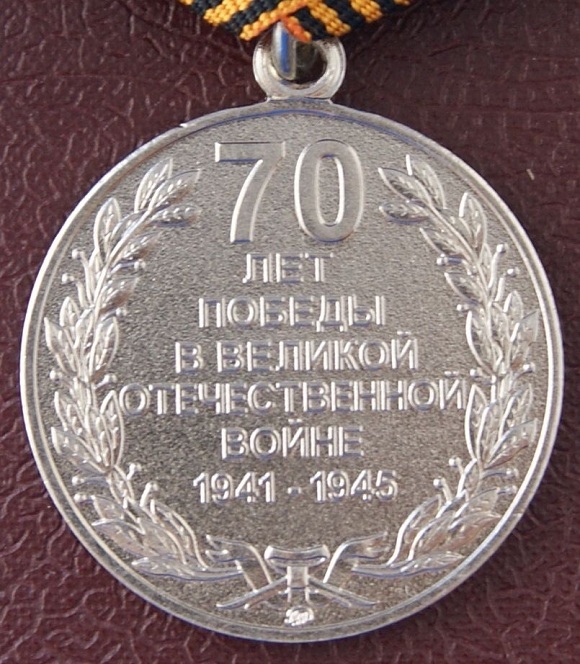 70
ЛЕТ
ПОБЕДЫ
В ВЕЛИКОЙ
ОТЕЧЕСТВЕННОЙ
ВОЙНЕ
1941 - 1945